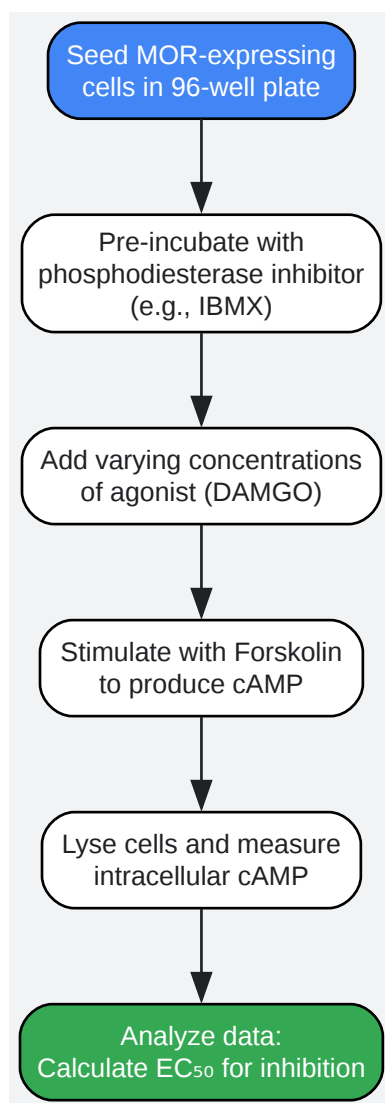 Seed MOR-expressing
cells in 96-well plate
Pre-incubate with
phosphodiesterase inhibitor
(e.g., IBMX)
Add varying concentrations
of agonist (DAMGO)
Stimulate with Forskolin
to produce cAMP
Lyse cells and measure
intracellular cAMP
Analyze data:
Calculate EC₅₀ for inhibition